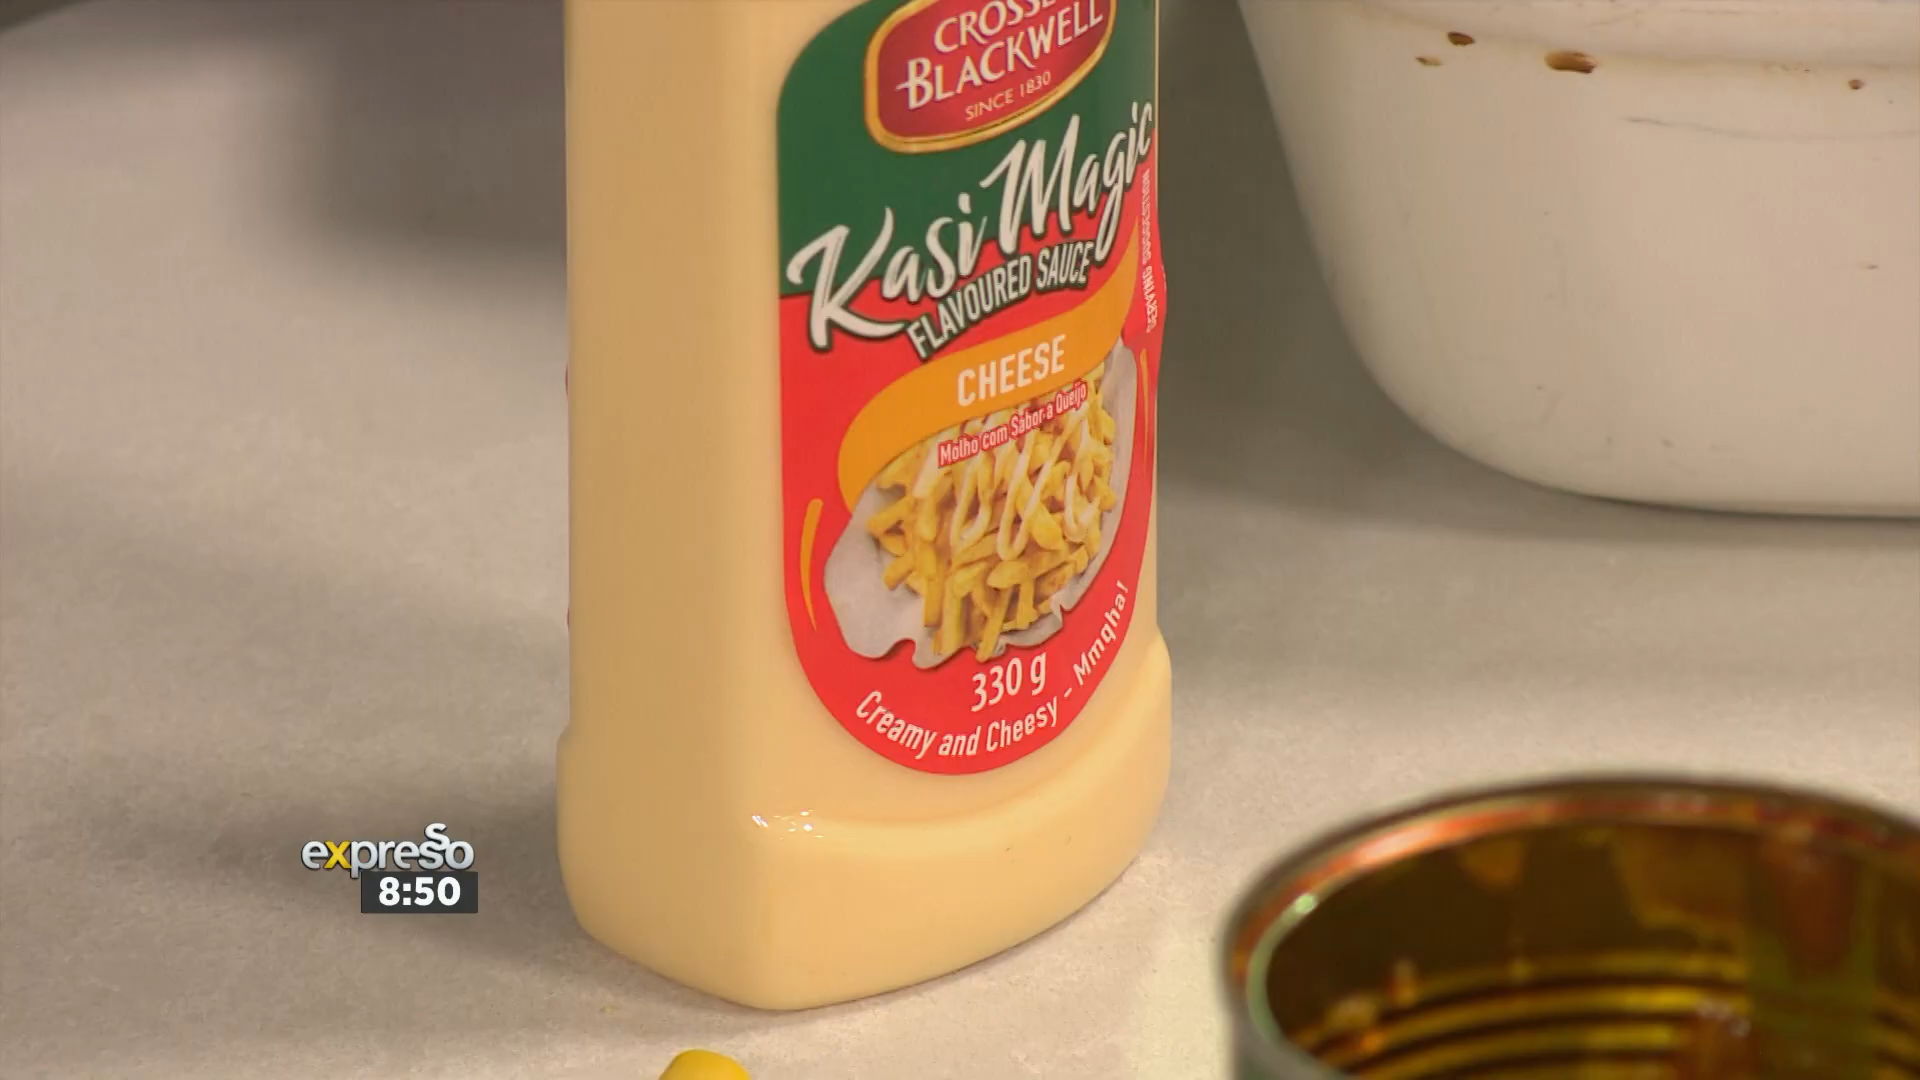 CROSSE
BLACKWELL
SINCE 1830
Kasi Magic
FLAVOURED SAUCE
SERVING SUGGESTION
CHEESE
Molho com Sabor a Queijo
330 g
Creamy and Cheesy - Mmqha!
expresso
8:50